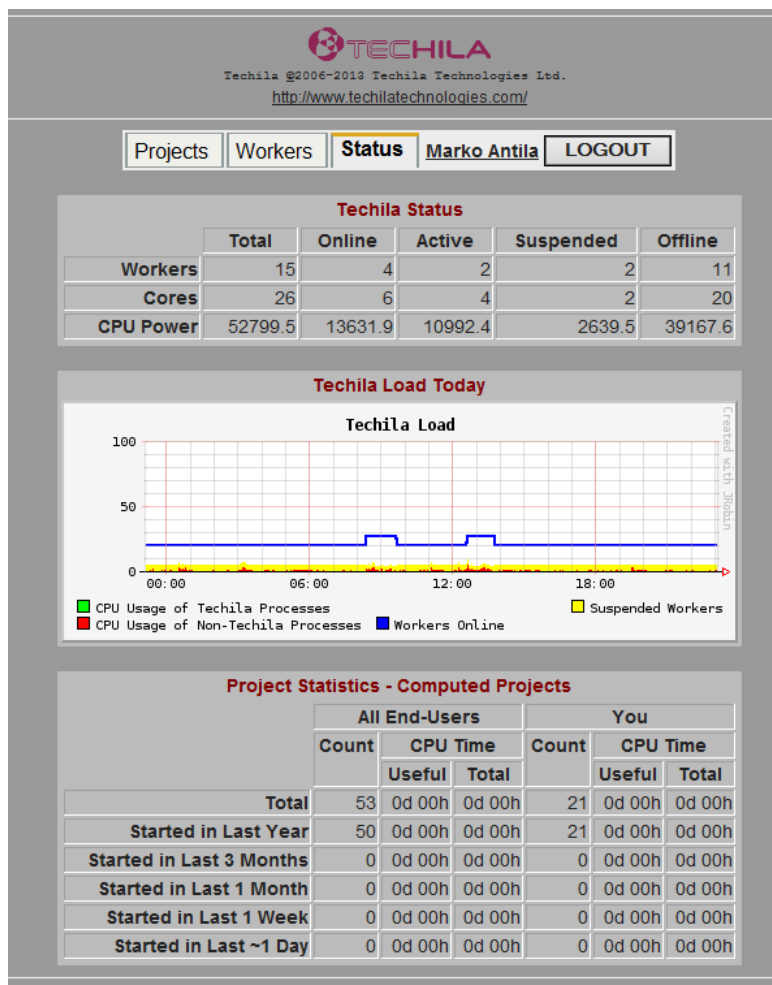 TECHILA
Techila @2006-2013 Techila Technologies Ltd.
http://www.techilatechnologies.com/
Projects Workers Status Marko Antila LOGOUT
Techila Status
Total Online Active Suspended Offline
Workers 15 4 2 2 11
Cores 26 6 4 2 20
CPU Power 52799.5 13631.9 10992.4 2639.5 39167.6
Techila Load Today
Techila Load
Created with JRobin
100
50
0
00:00 06:00 12:00 18:00
CPU Usage of Techila Processes Suspended Workers
CPU Usage of Non-Techila Processes Workers Online
Project Statistics - Computed Projects
All End-Users You
Count CPU Time Count CPU Time
Useful Total Useful Total
Total 53 0d 00h 0d 00h 21 0d 00h 0d 00h
Started in Last Year 50 0d 00h 0d 00h 21 0d 00h 0d 00h
Started in Last 3 Months 0 0d 00h 0d 00h 0 0d 00h 0d 00h
Started in Last 1 Month 0 0d 00h 0d 00h 0 0d 00h 0d 00h
Started in Last 1 Week 0 0d 00h 0d 00h 0 0d 00h 0d 00h
Started in Last ~1 Day 0 0d 00h 0d 00h 0 0d 00h 0d 00h